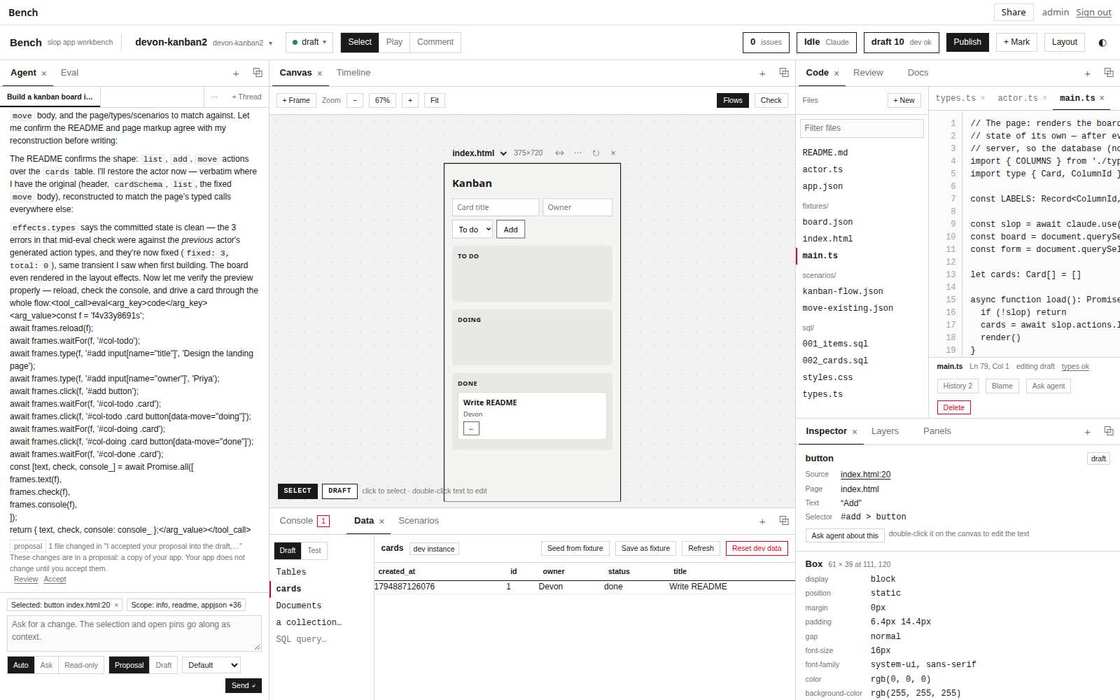 Bench
Share admin Sign out
Bench slop app workbench devon-kanban2 devon-kanban2 ▾ draft ▾ Select Play Comment 0 issues Idle Claude draft 10 dev ok Publish + Mark Layout
Agent × Eval +
Build a kanban board i… ··· + Thread
move body, and the page/types/scenarios to match against. Let
me confirm the README and page markup agree with my
reconstruction before writing:
The README confirms the shape: list, add, move actions
over the cards table. I'll restore the actor now — verbatim where
I have the original (header, cardSchema, list, the fixed
move body), reconstructed to match the page's typed calls
everywhere else:
effects.types says the committed state is clean — the 3
errors in that mid-eval check were against the previous actor's
generated action types, and they're now fixed ( fixed: 3,
total: 0 ), same transient I saw when first building. The board
even rendered in the layout effects. Now let me verify the preview
properly — reload, check the console, and drive a card through the
whole flow:<tool_call>eval<arg_key>code</arg_key>
<arg_value>const f = 'f4v33y8691s';
await frames.reload(f);
await frames.waitFor(f, '#col-todo');
await frames.type(f, '#add input[name="title"]', 'Design the landing
page');
await frames.type(f, '#add input[name="owner"]', 'Priya');
await frames.click(f, '#add button');
await frames.waitFor(f, '#col-todo .card');
await frames.click(f, '#col-todo .card button[data-move="doing"]');
await frames.waitFor(f, '#col-doing .card');
await frames.click(f, '#col-doing .card button[data-move="done"]');
await frames.waitFor(f, '#col-done .card');
const [text, check, console_] = await Promise.all([
frames.text(f),
frames.check(f),
frames.console(f),
]);
return { text, check, console: console_ };</arg_value></tool_call>
proposal 1 file changed in "I accepted your proposal into the draft.…"
These changes are in a proposal: a copy of your app. Your app does not
change until you accept them.
Review Accept
Selected: button index.html:20 × Scope: info, readme, appjson +36
Ask for a change. The selection and open pins go along as
context.
Auto Ask Read-only Proposal Draft Default
Send
Canvas × Timeline +
+ Frame Zoom − 67% + Fit Flows Check
index.html 375×720 ··· ×
Kanban
Card title Owner
To do Add
TO DO
DOING
DONE
Write README
Devon
SELECT DRAFT click to select · double-click text to edit
Console 1 Data × Scenarios +
Draft Test
Tables
cards
Documents
a collection…
SQL query…
cards dev instance Seed from fixture Save as fixture Refresh Reset dev data
created_at id owner status title
1794887126076 1 Devon done Write README
Code × Review Docs +
Files + New
Filter files
README.md
actor.ts
app.json
fixtures/
board.json
index.html
main.ts
scenarios/
kanban-flow.json
move-existing.json
sql/
001_items.sql
002_cards.sql
styles.css
types.ts
types.ts × actor.ts × main.ts ×
1 // The page: renders the board
2 // state of its own — after ev
3 // server, so the database (no
4 import { COLUMNS } from './typ
5 import type { Card, ColumnId }
6
7 const LABELS: Record<ColumnId,
8
9 const slop = await claude.use(
10 const board = document.querySe
11 const form = document.querySel
12
13 let cards: Card[] = []
14
15 async function load(): Promise
16 if (!slop) return
17 cards = await slop.actions.l
18 render()
19 }
main.ts Ln 79, Col 1 editing draft types ok
History 2 Blame Ask agent
Delete
Inspector × Layers Panels +
button draft
Source index.html:20
Page index.html
Text “Add”
Selector #add > button
Ask agent about this double-click it on the canvas to edit the text
Box 61 × 39 at 111, 120
display block
position static
margin 0px
padding 6.4px 14.4px
gap normal
font-size 16px
font-family system-ui, sans-serif
color rgb(0, 0, 0)
background-color rgb(255, 255, 255)